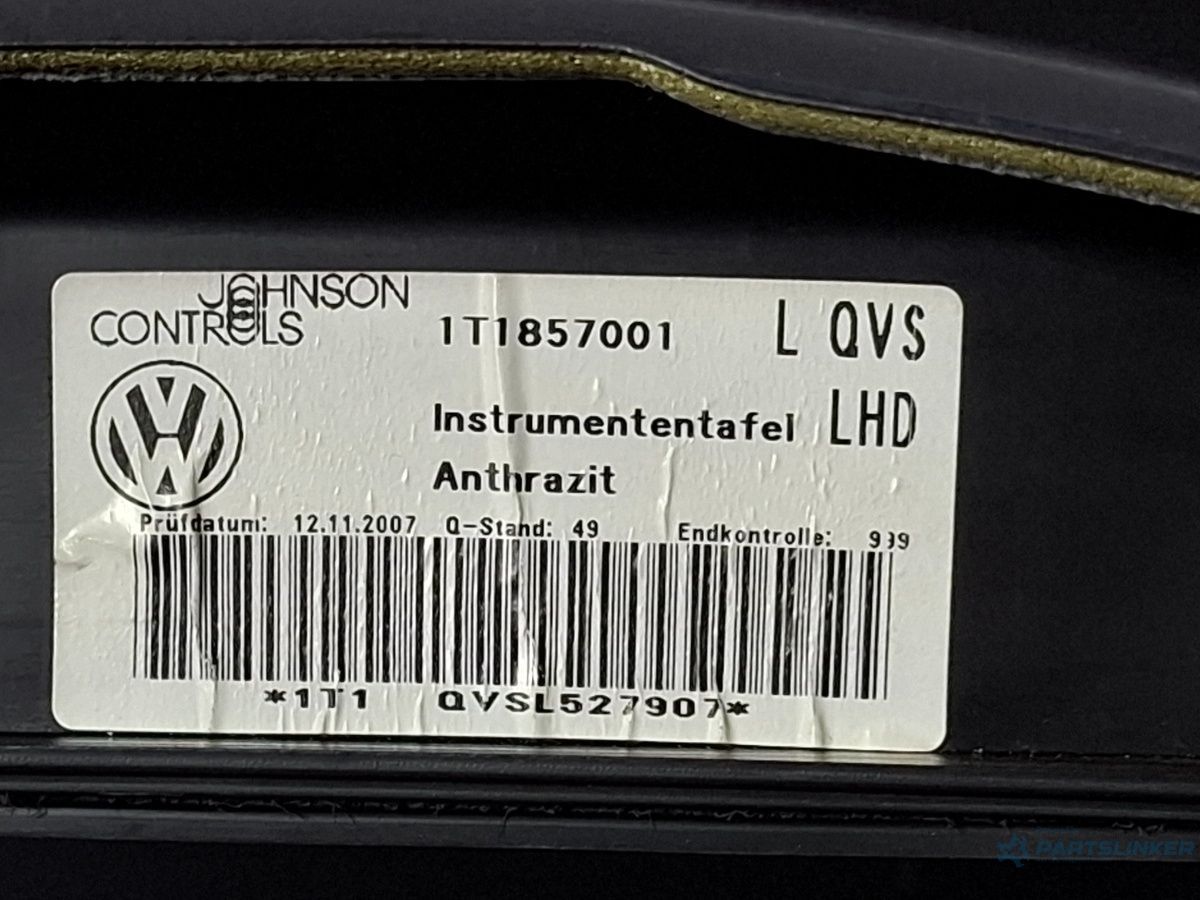 JOHNSON
CONTROLS
1T1857001
L QVS
Instrumententafel LHD
Anthrazit
Prüfdatum: 12.11.2007 Q-Stand: 49 Endkontrolle: 999
*1T1 QVSL527907*
PARTSLINKER